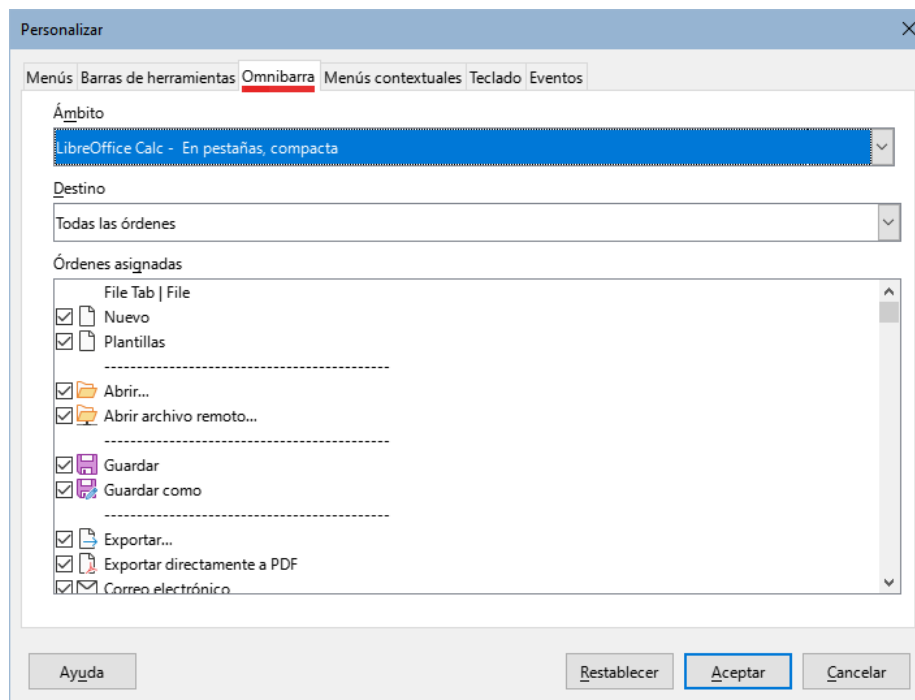 Personalizar
Menús Barras de herramientas Omnibarra Menús contextuales Teclado Eventos
Ámbito
LibreOffice Calc - En pestañas, compacta
Destino
Todas las órdenes
Órdenes asignadas
File Tab | File
Nuevo
Plantillas
--------------------------------------------
Abrir...
Abrir archivo remoto...
--------------------------------------------
Guardar
Guardar como
--------------------------------------------
Exportar...
Exportar directamente a PDF
Correo electrónico
Ayuda Restablecer Aceptar Cancelar